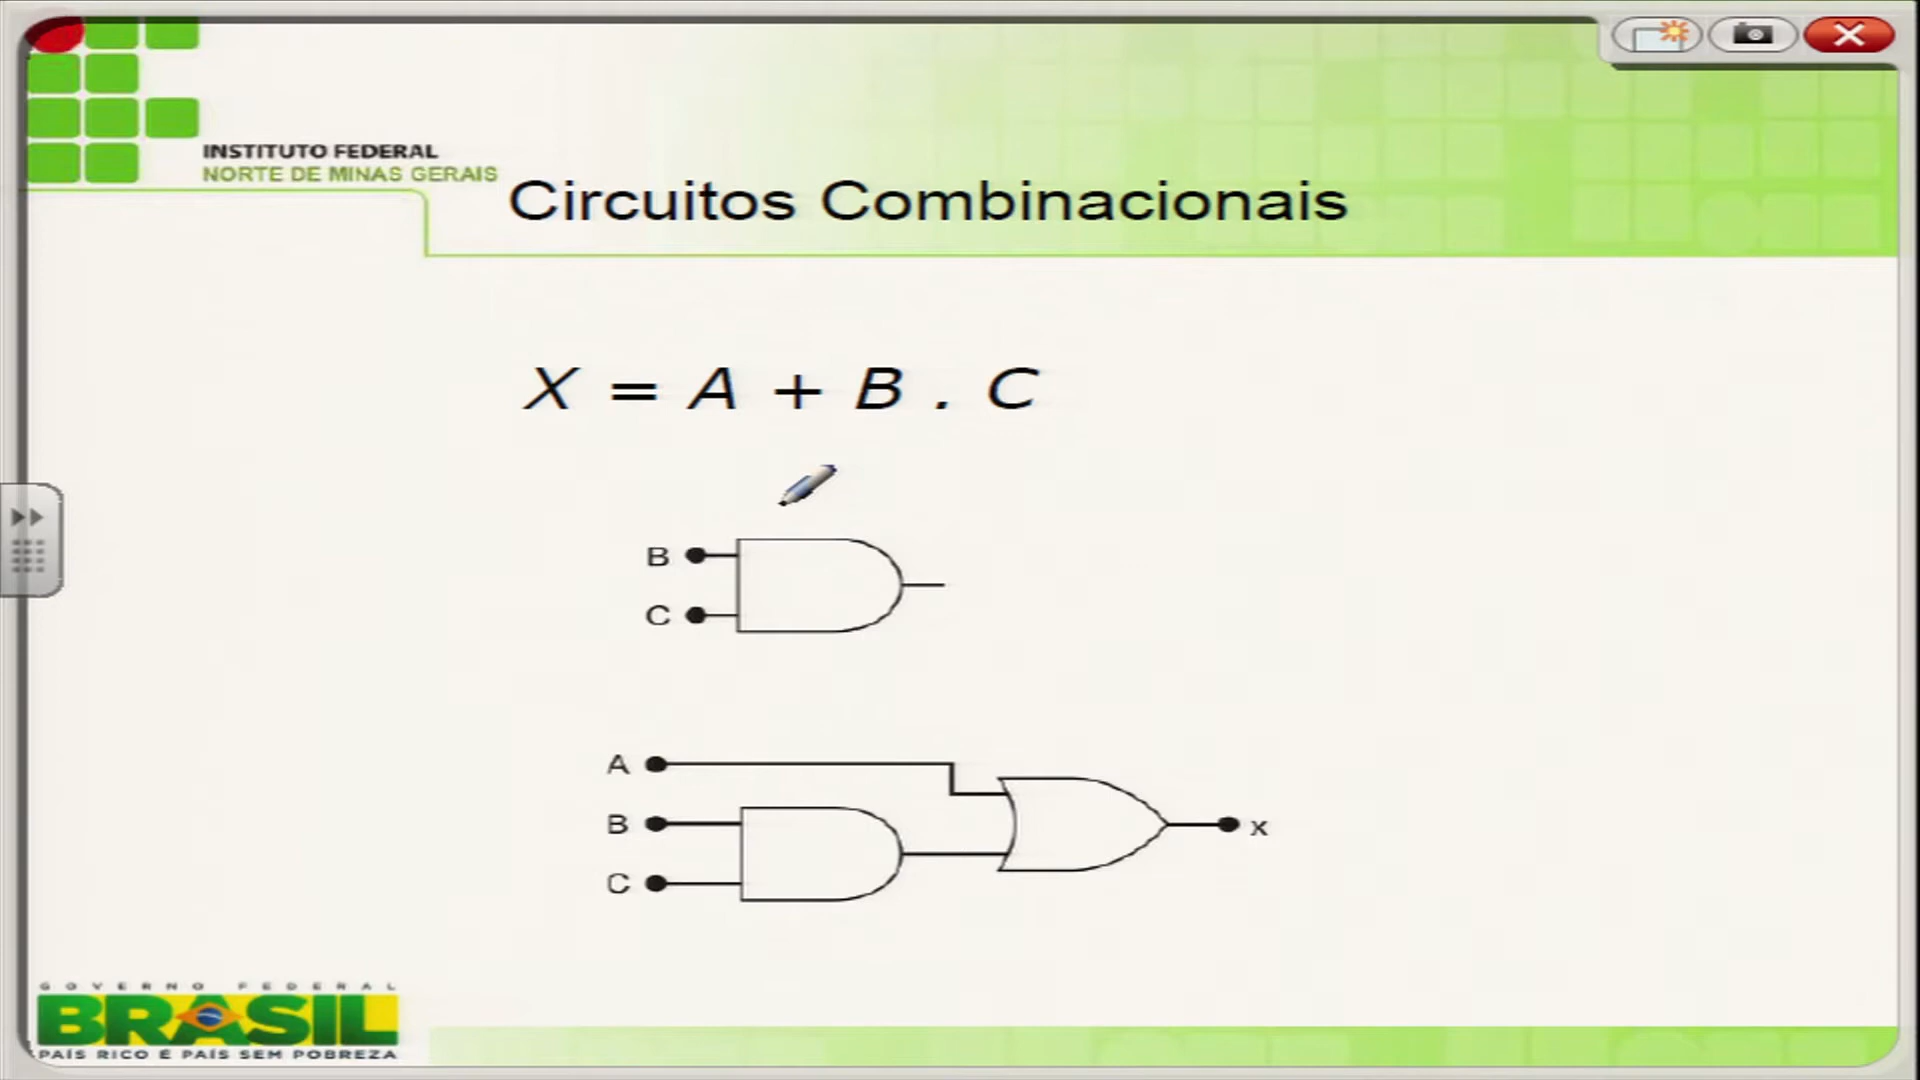 INSTITUTO FEDERAL
NORTE DE MINAS GERAIS
Circuitos Combinacionais
X = A + B . C
B
C
A
B
C
x
GOVERNO FEDERAL
BRASIL
PAÍS RICO É PAÍS SEM POBREZA